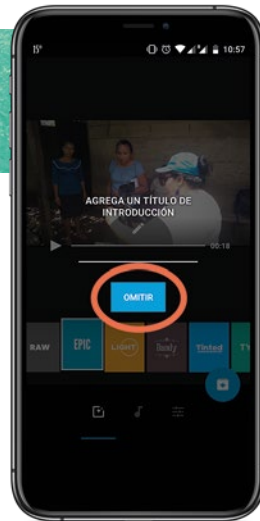 15° 10:57
AGREGA UN TÍTULO DE
INTRODUCCIÓN
00:18
OMITIR
RAW EPIC LIGHT Tinted